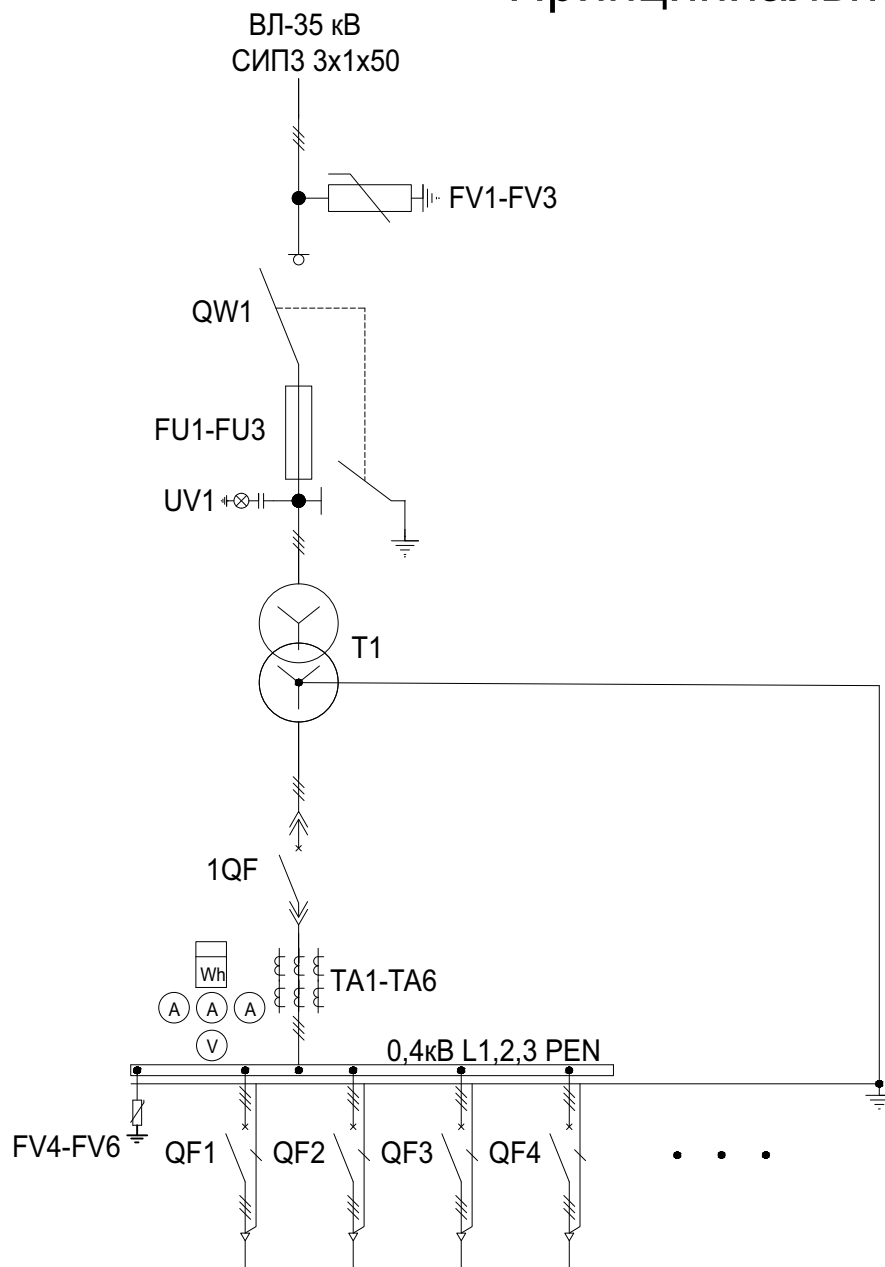 ВЛ-35 кВ
СИП3 3х1х50
FV1-FV3
QW1
FU1-FU3
UV1
T1
1QF
Wh
TA1-TA6
A A A
V
0,4кВ L1,2,3 PEN
FV4-FV6
QF1 QF2 QF3 QF4